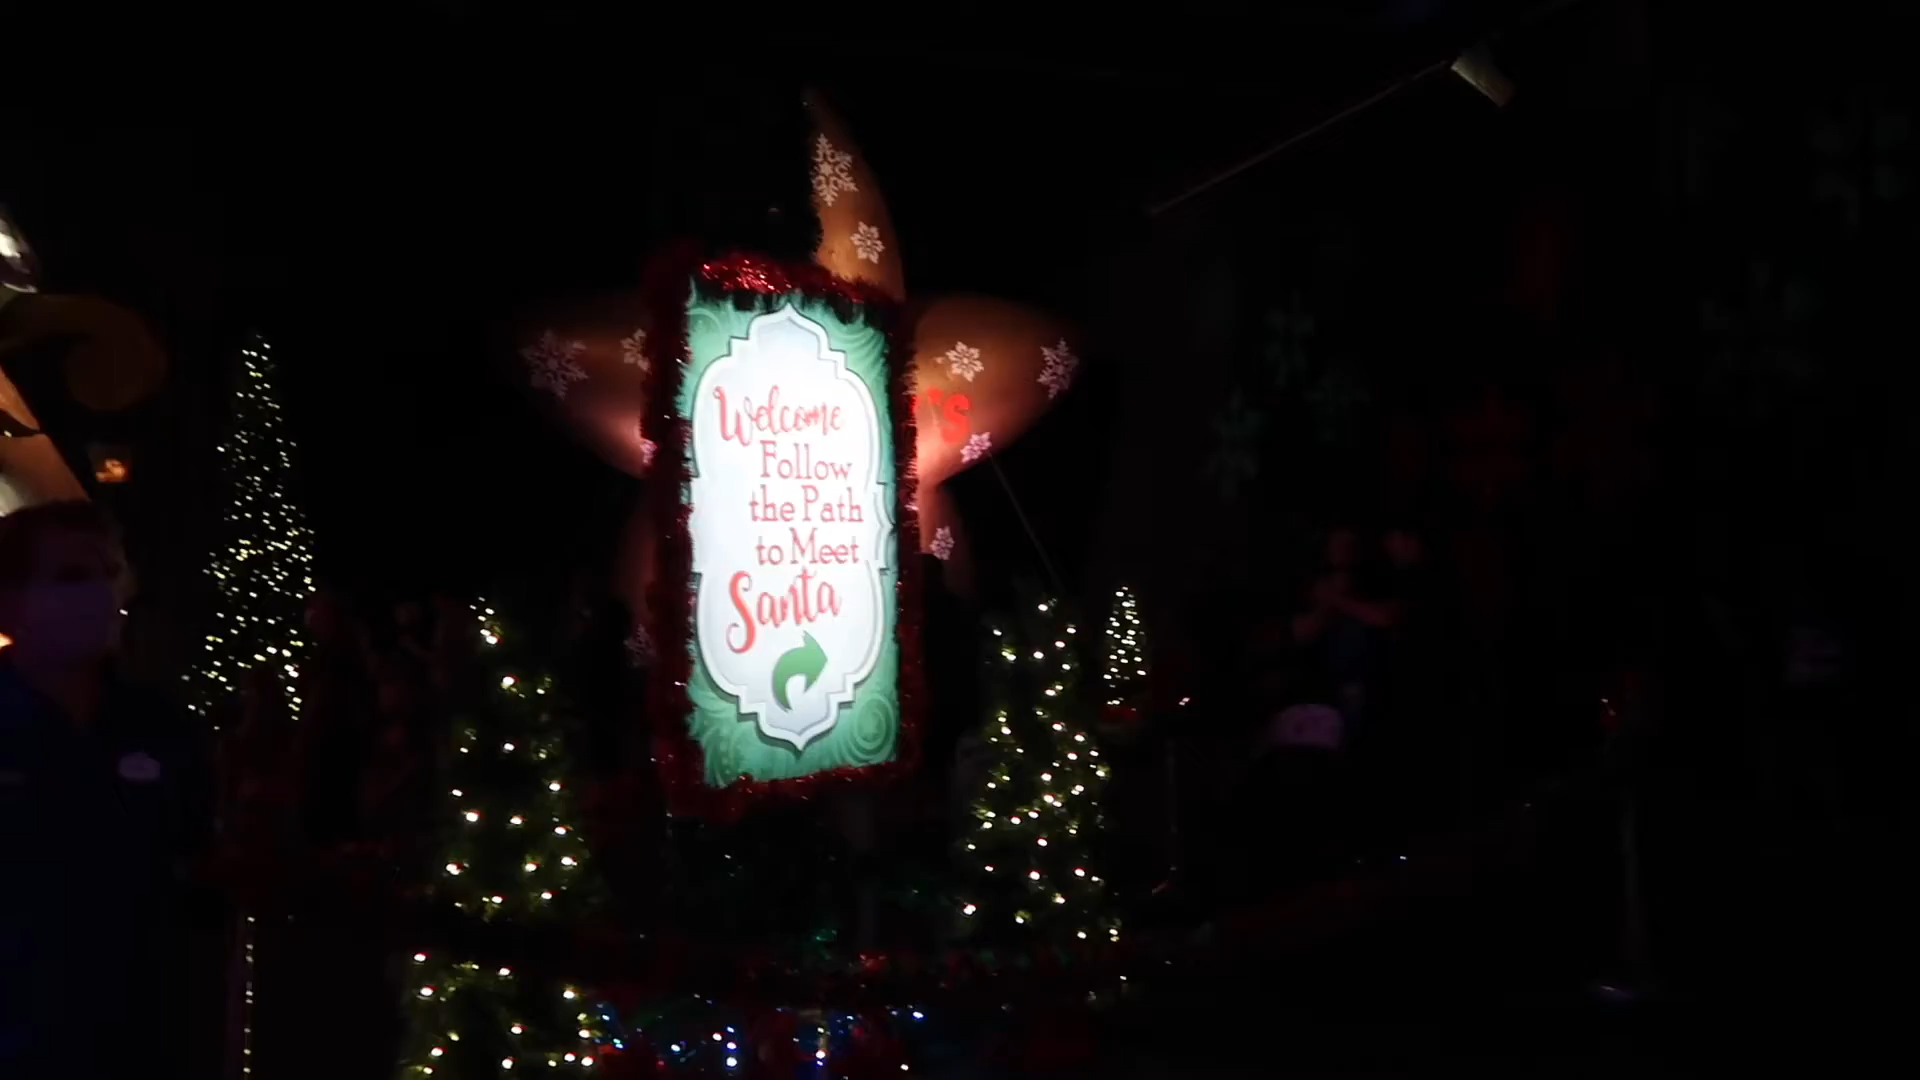 Welcome
Follow
the Path
to Meet
Santa
's